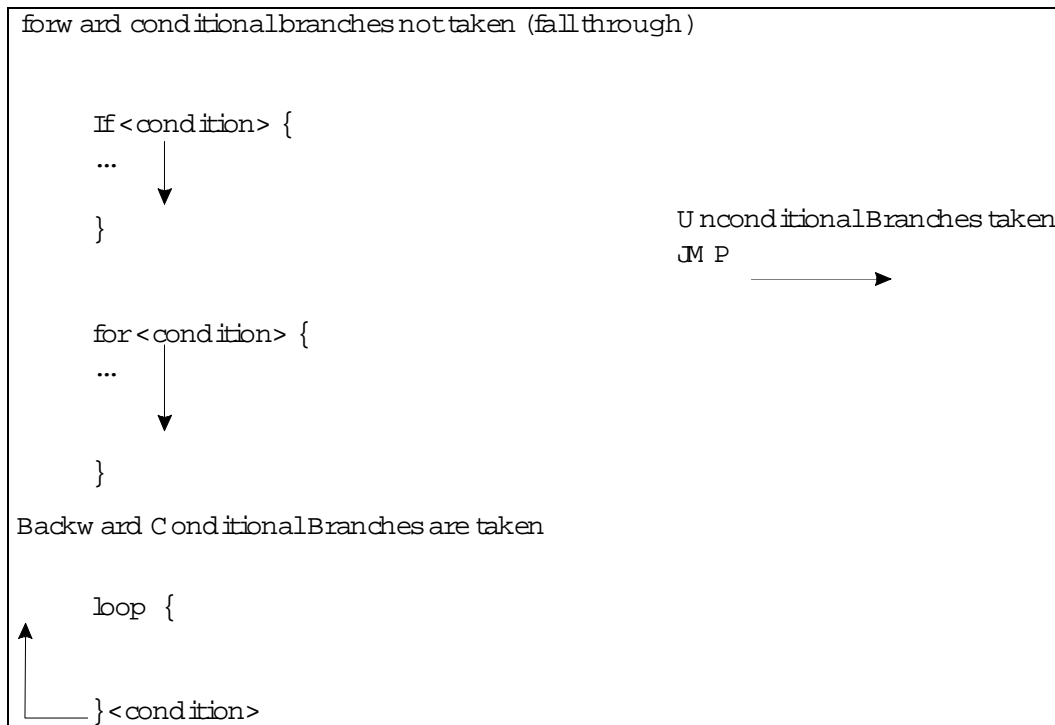 forward conditional branches not taken (fall through)
If <condition> {
...
}
Unconditional Branches taken
JMP
for <condition> {
...
}
Backward Conditional Branches are taken
loop {
} <condition>